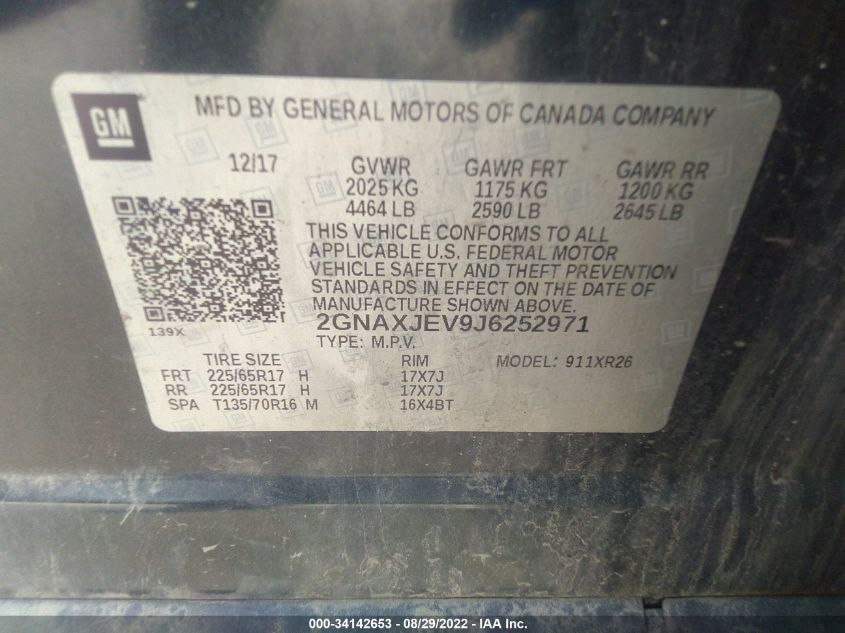 GM
MFD BY GENERAL MOTORS OF CANADA COMPANY
12/17 GVWR GAWR FRT GAWR RR
2025 KG 1175 KG 1200 KG
4464 LB 2590 LB 2645 LB
THIS VEHICLE CONFORMS TO ALL
APPLICABLE U.S. FEDERAL MOTOR
VEHICLE SAFETY AND THEFT PREVENTION
STANDARDS IN EFFECT ON THE DATE OF
MANUFACTURE SHOWN ABOVE.
139X
2GNAXJEV9J6252971
TYPE: M.P.V.
TIRE SIZE RIM MODEL: 911XR26
FRT 225/65R17 H 17X7J
RR 225/65R17 H 17X7J
SPA T135/70R16 M 16X4BT
000-34142653 - 08/29/2022 - IAA Inc.